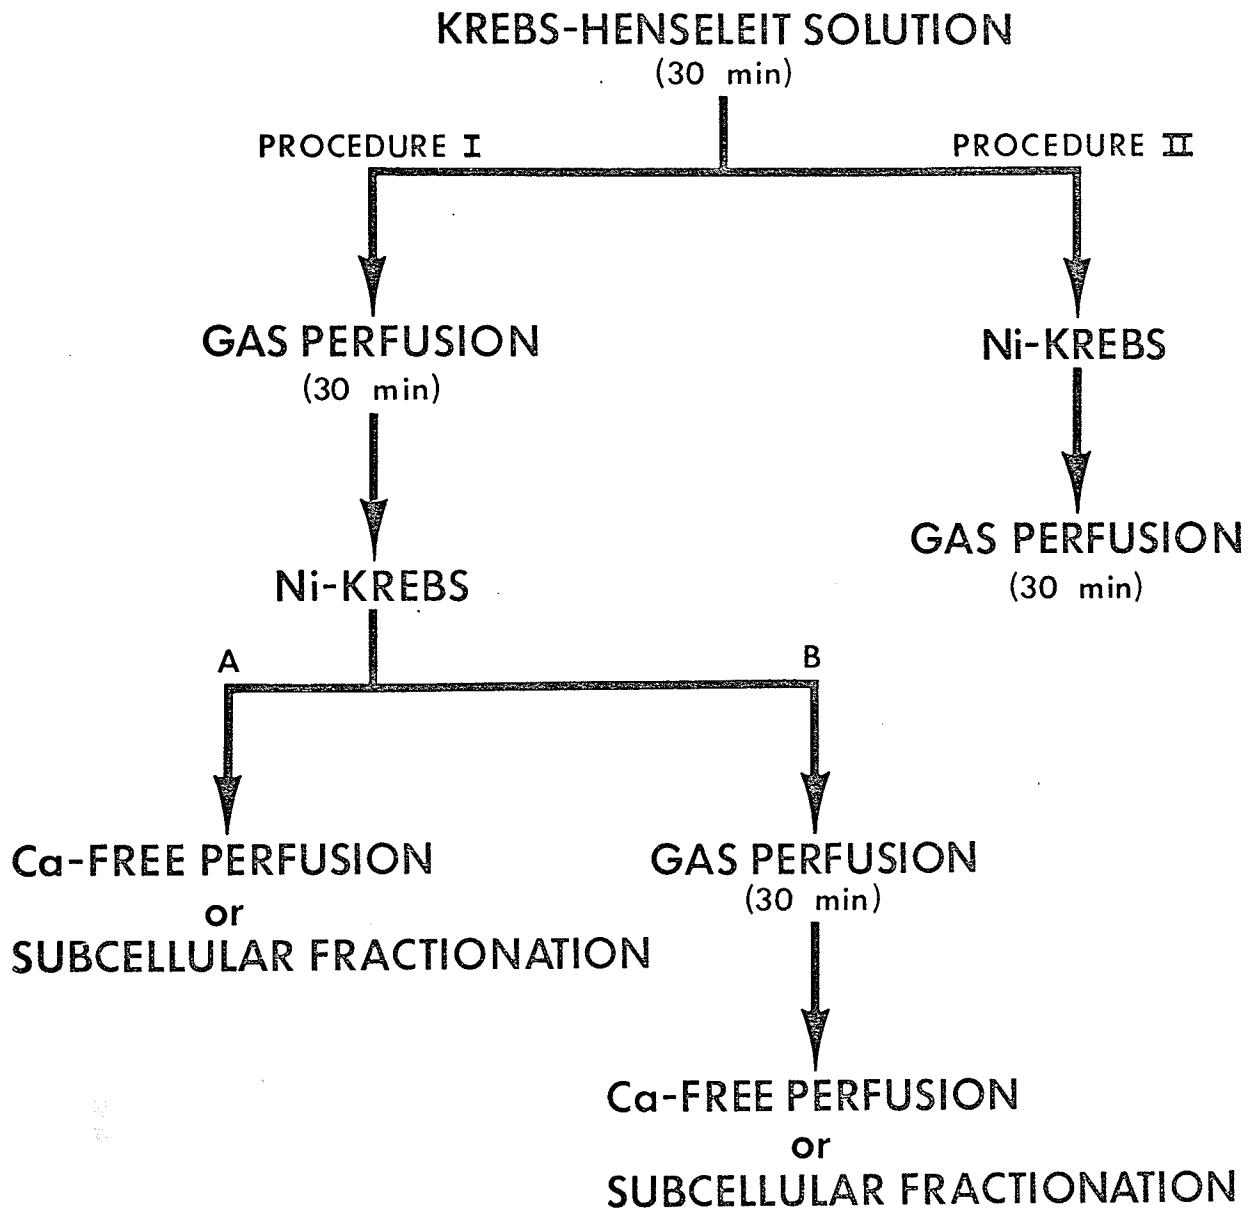 KREBS-HENSELEIT SOLUTION
(30 min)
PROCEDURE I
PROCEDURE II
GAS PERFUSION
(30 min)
Ni-KREBS
Ni-KREBS
GAS PERFUSION
(30 min)
A
B
Ca-FREE PERFUSION
or
SUBCELLULAR FRACTIONATION
GAS PERFUSION
(30 min)
Ca-FREE PERFUSION
or
SUBCELLULAR FRACTIONATION